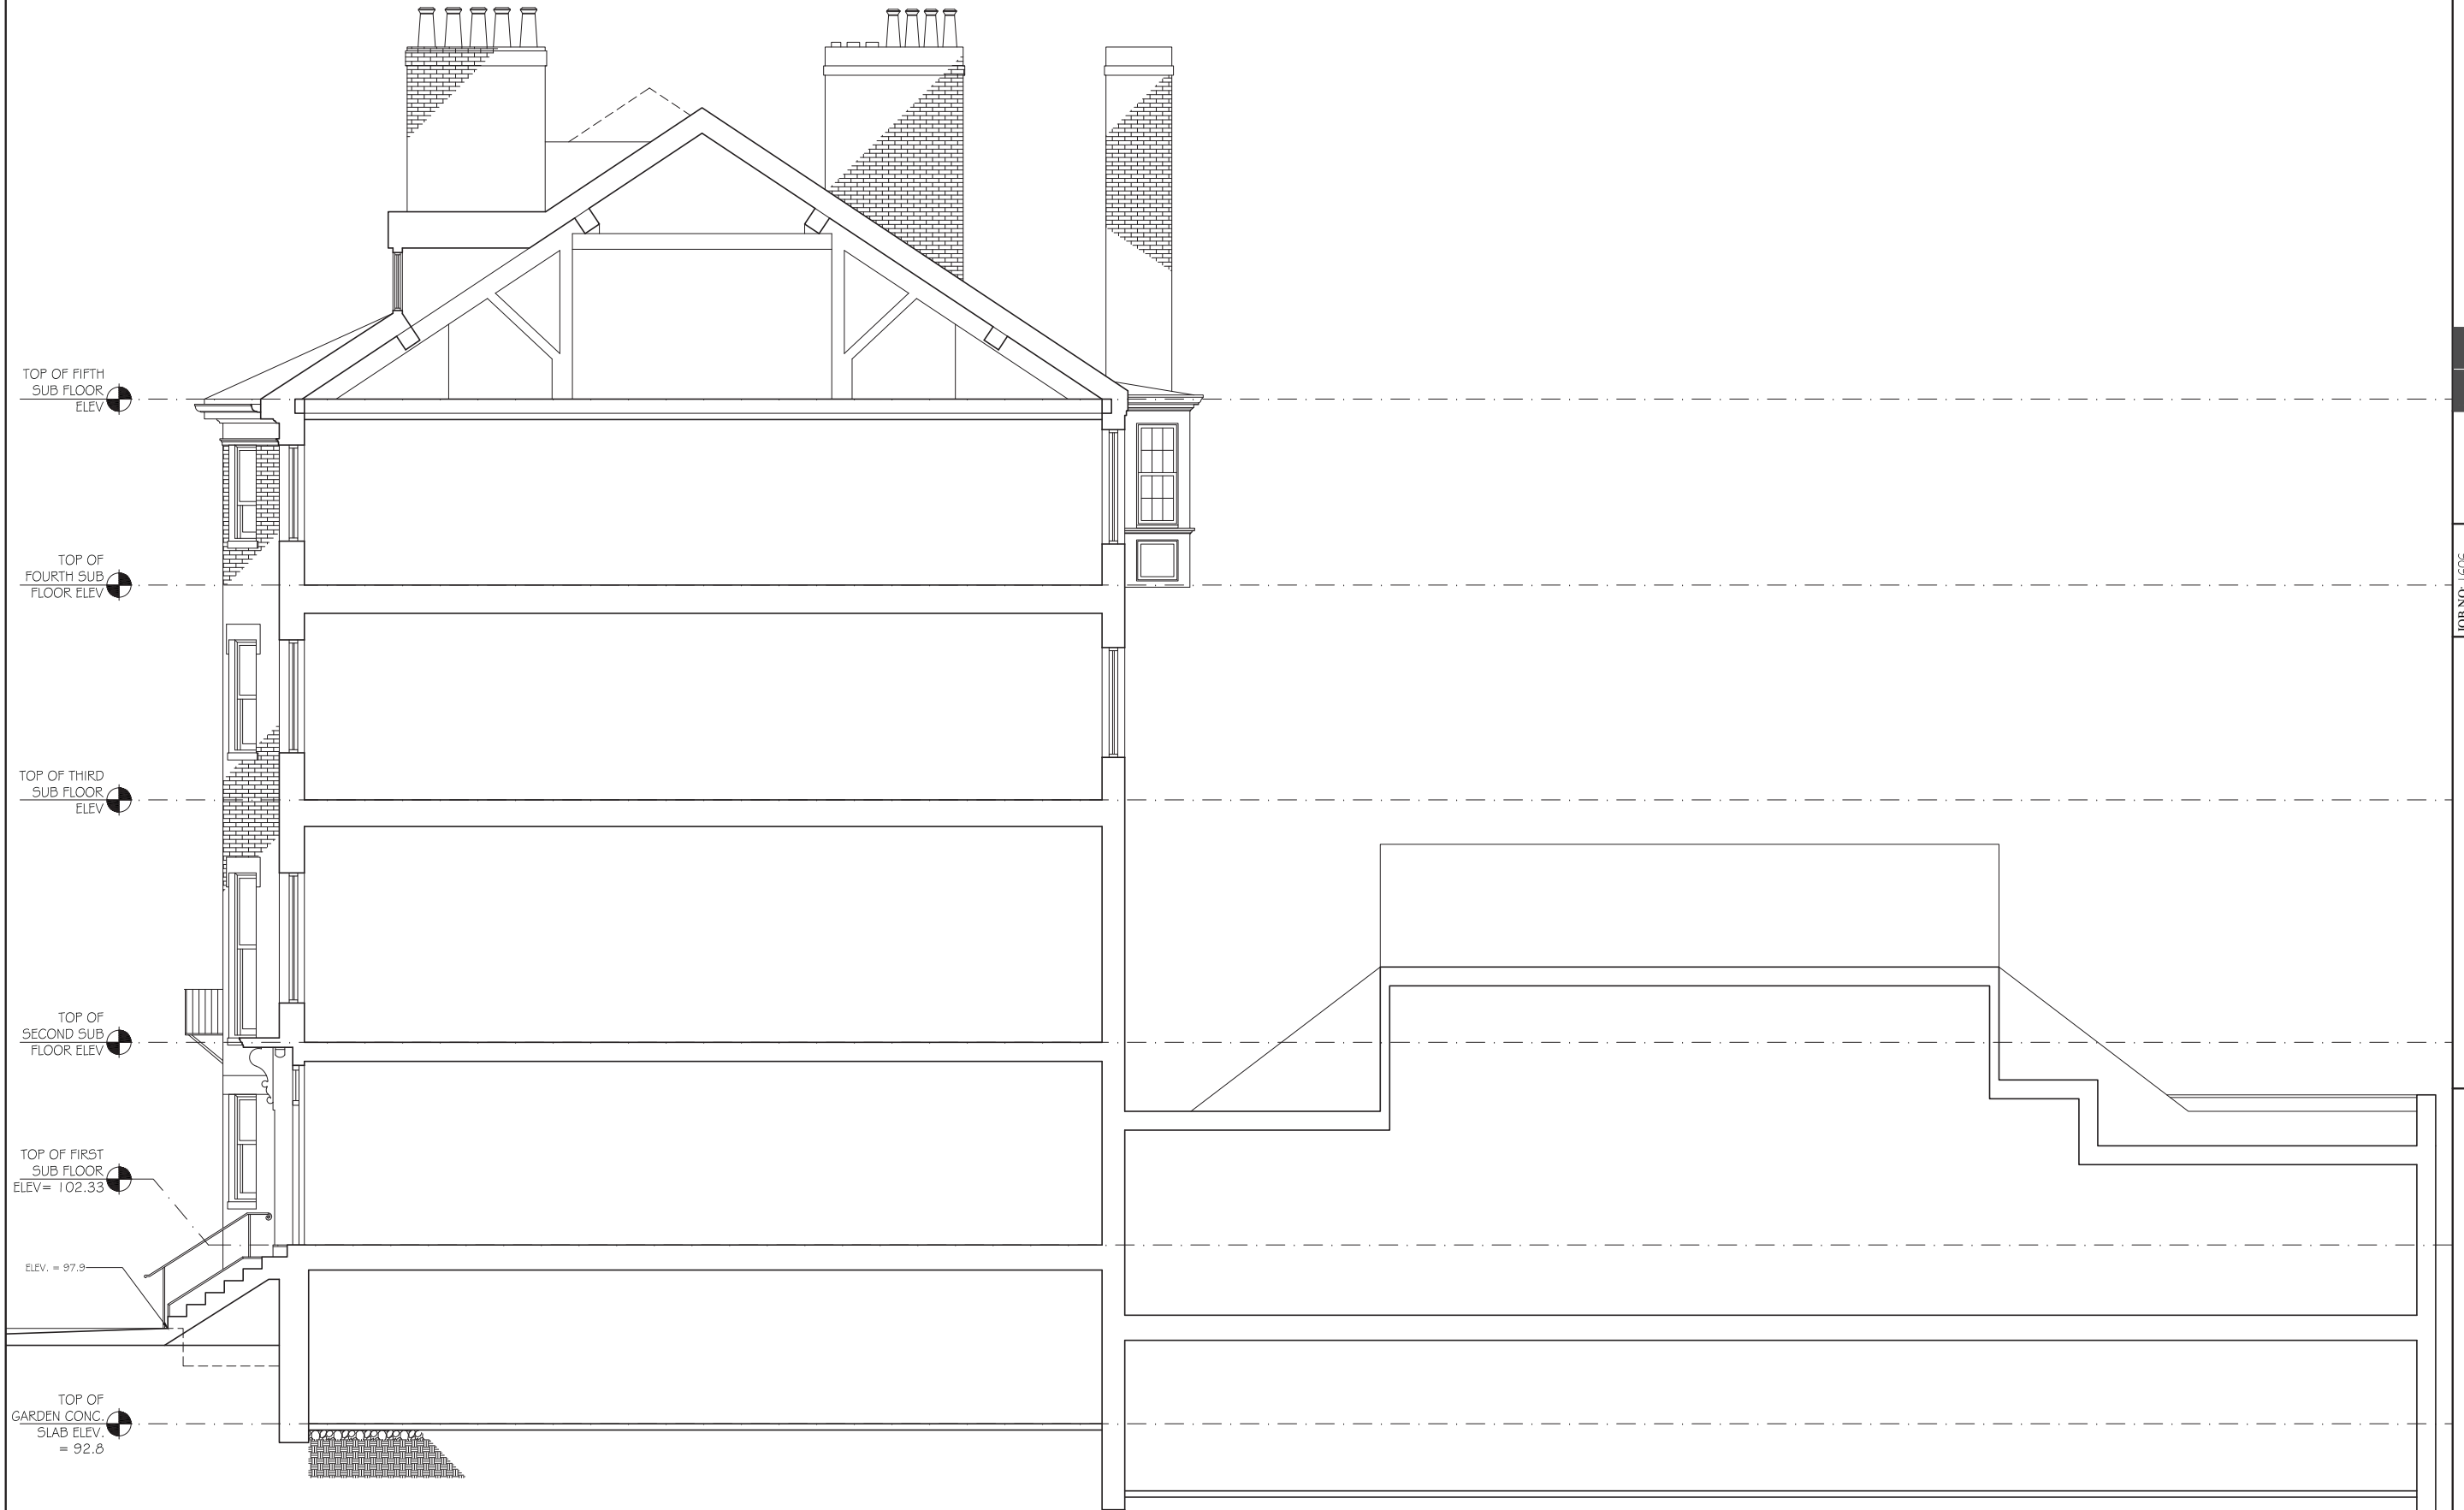 TOP OF FIFTH
SUB FLOOR
ELEV
TOP OF
FOURTH SUB
FLOOR ELEV
TOP OF THIRD
SUB FLOOR
ELEV
TOP OF
SECOND SUB
FLOOR ELEV
TOP OF FIRST
SUB FLOOR
ELEV= 102.33
ELEV. = 97.9
TOP OF
GARDEN CONC.
SLAB ELEV.
= 92.8
JOB NO: